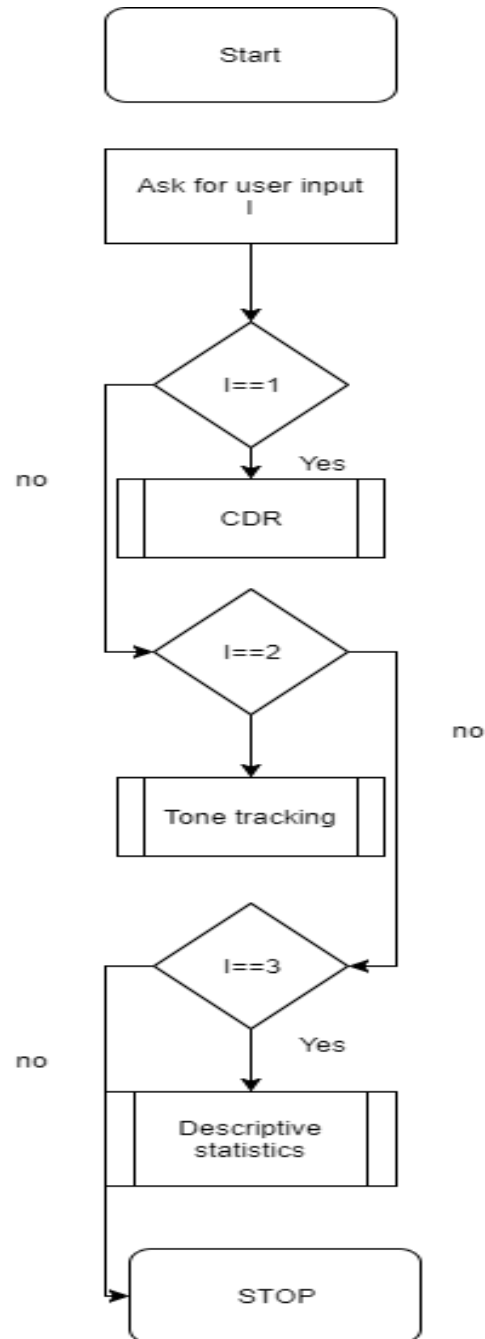 Start
Ask for user input
I
I==1
Yes
no
CDR
I==2
no
Tone tracking
I==3
Yes
no
Descriptive
statistics
STOP